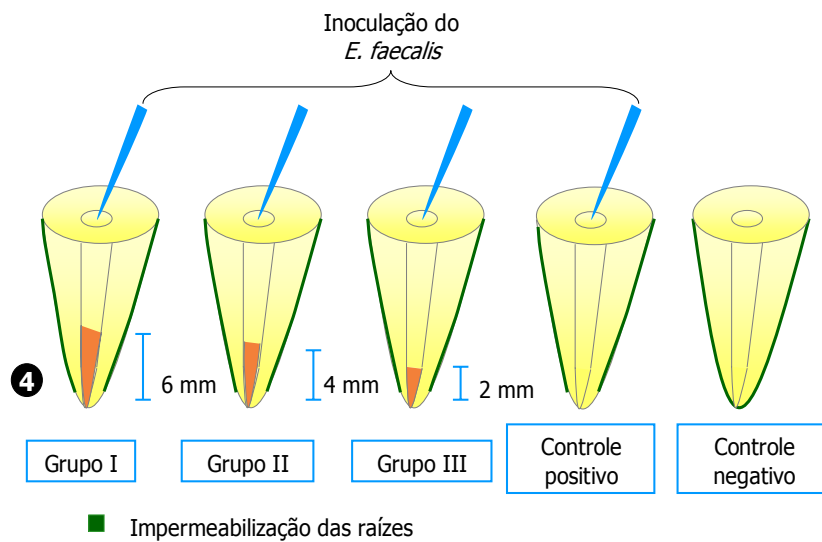 Inoculação do
E. faecalis
4
6 mm
4 mm
2 mm
Grupo I
Grupo II
Grupo III
Controle
positivo
Controle
negativo
Impermeabilização das raízes